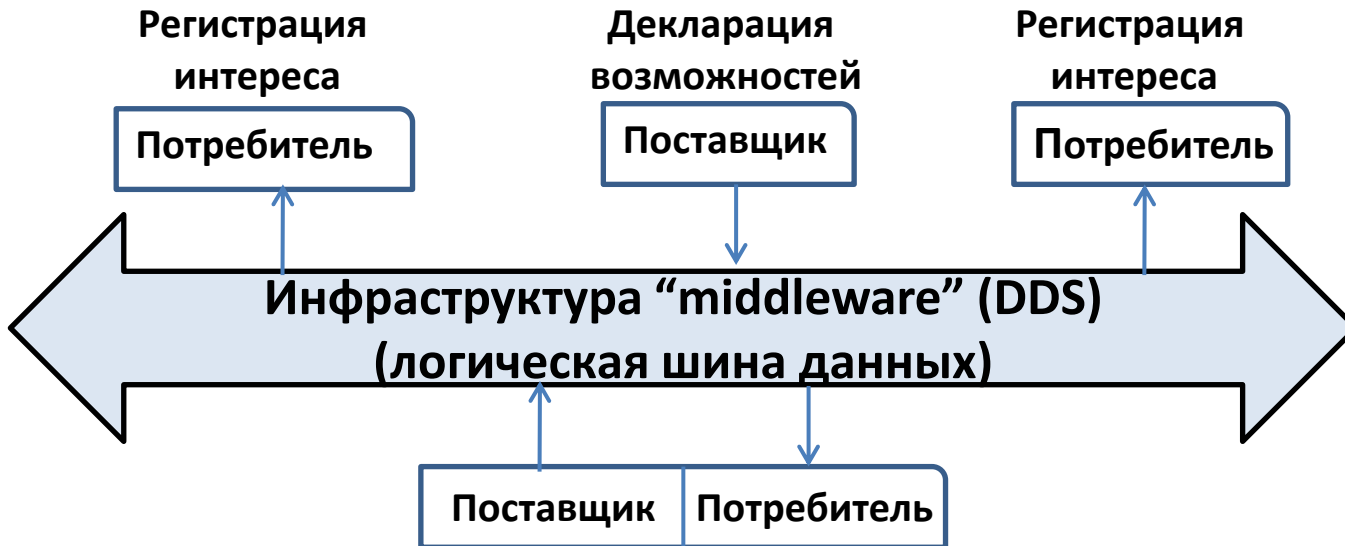 Регистрация
интереса
Декларация
возможностей
Регистрация
интереса
Потребитель
Поставщик
Потребитель
Инфраструктура “middleware” (DDS)
(логическая шина данных)
Поставщик
Потребитель